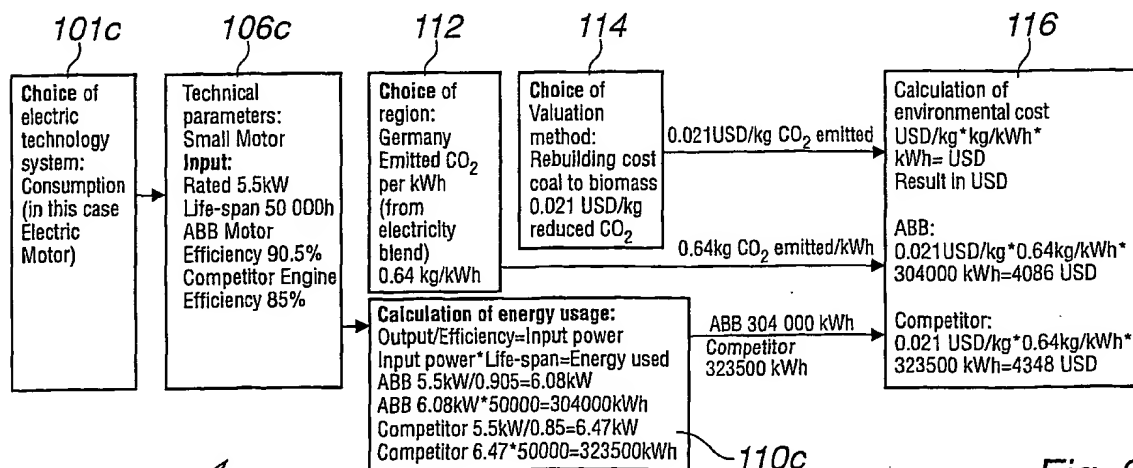 101c
106c
112
114
116
Choice of
electric
technology
system:
Consumption
(in this case
Electric
Motor)
Technical
parameters:
Small Motor
Input:
Rated 5.5kW
Life-span 50 000h
ABB Motor
Efficiency 90.5%
Competitor Engine
Efficiency 85%
Choice of
region:
Germany
Emitted CO2
per kWh
(from
electricity
blend)
0.64 kg/kWh
Choice of
Valuation
method:
Rebuilding cost
coal to biomass
0.021 USD/kg
reduced CO2
0.021USD/kg CO2 emitted
0.64kg CO2 emitted/kWh
Calculation of energy usage:
Output/Efficiency=Input power
Input power*Life-span=Energy used
ABB 5.5kW/0.905=6.08kW
ABB 6.08kW*50000=304000kWh
Competitor 5.5kW/0.85=6.47kW
Competitor 6.47*50000=323500kWh
110c
ABB 304 000 kWh
Competitor
323500 kWh
Calculation of
environmental cost
USD/kg*kg/kWh*
kWh= USD
Result in USD
ABB:
0.021USD/kg*0.64kg/kWh*
304000 kWh=4086 USD
Competitor:
0.021 USD/kg*0.64kg/kWh*
323500 kWh=4348 USD